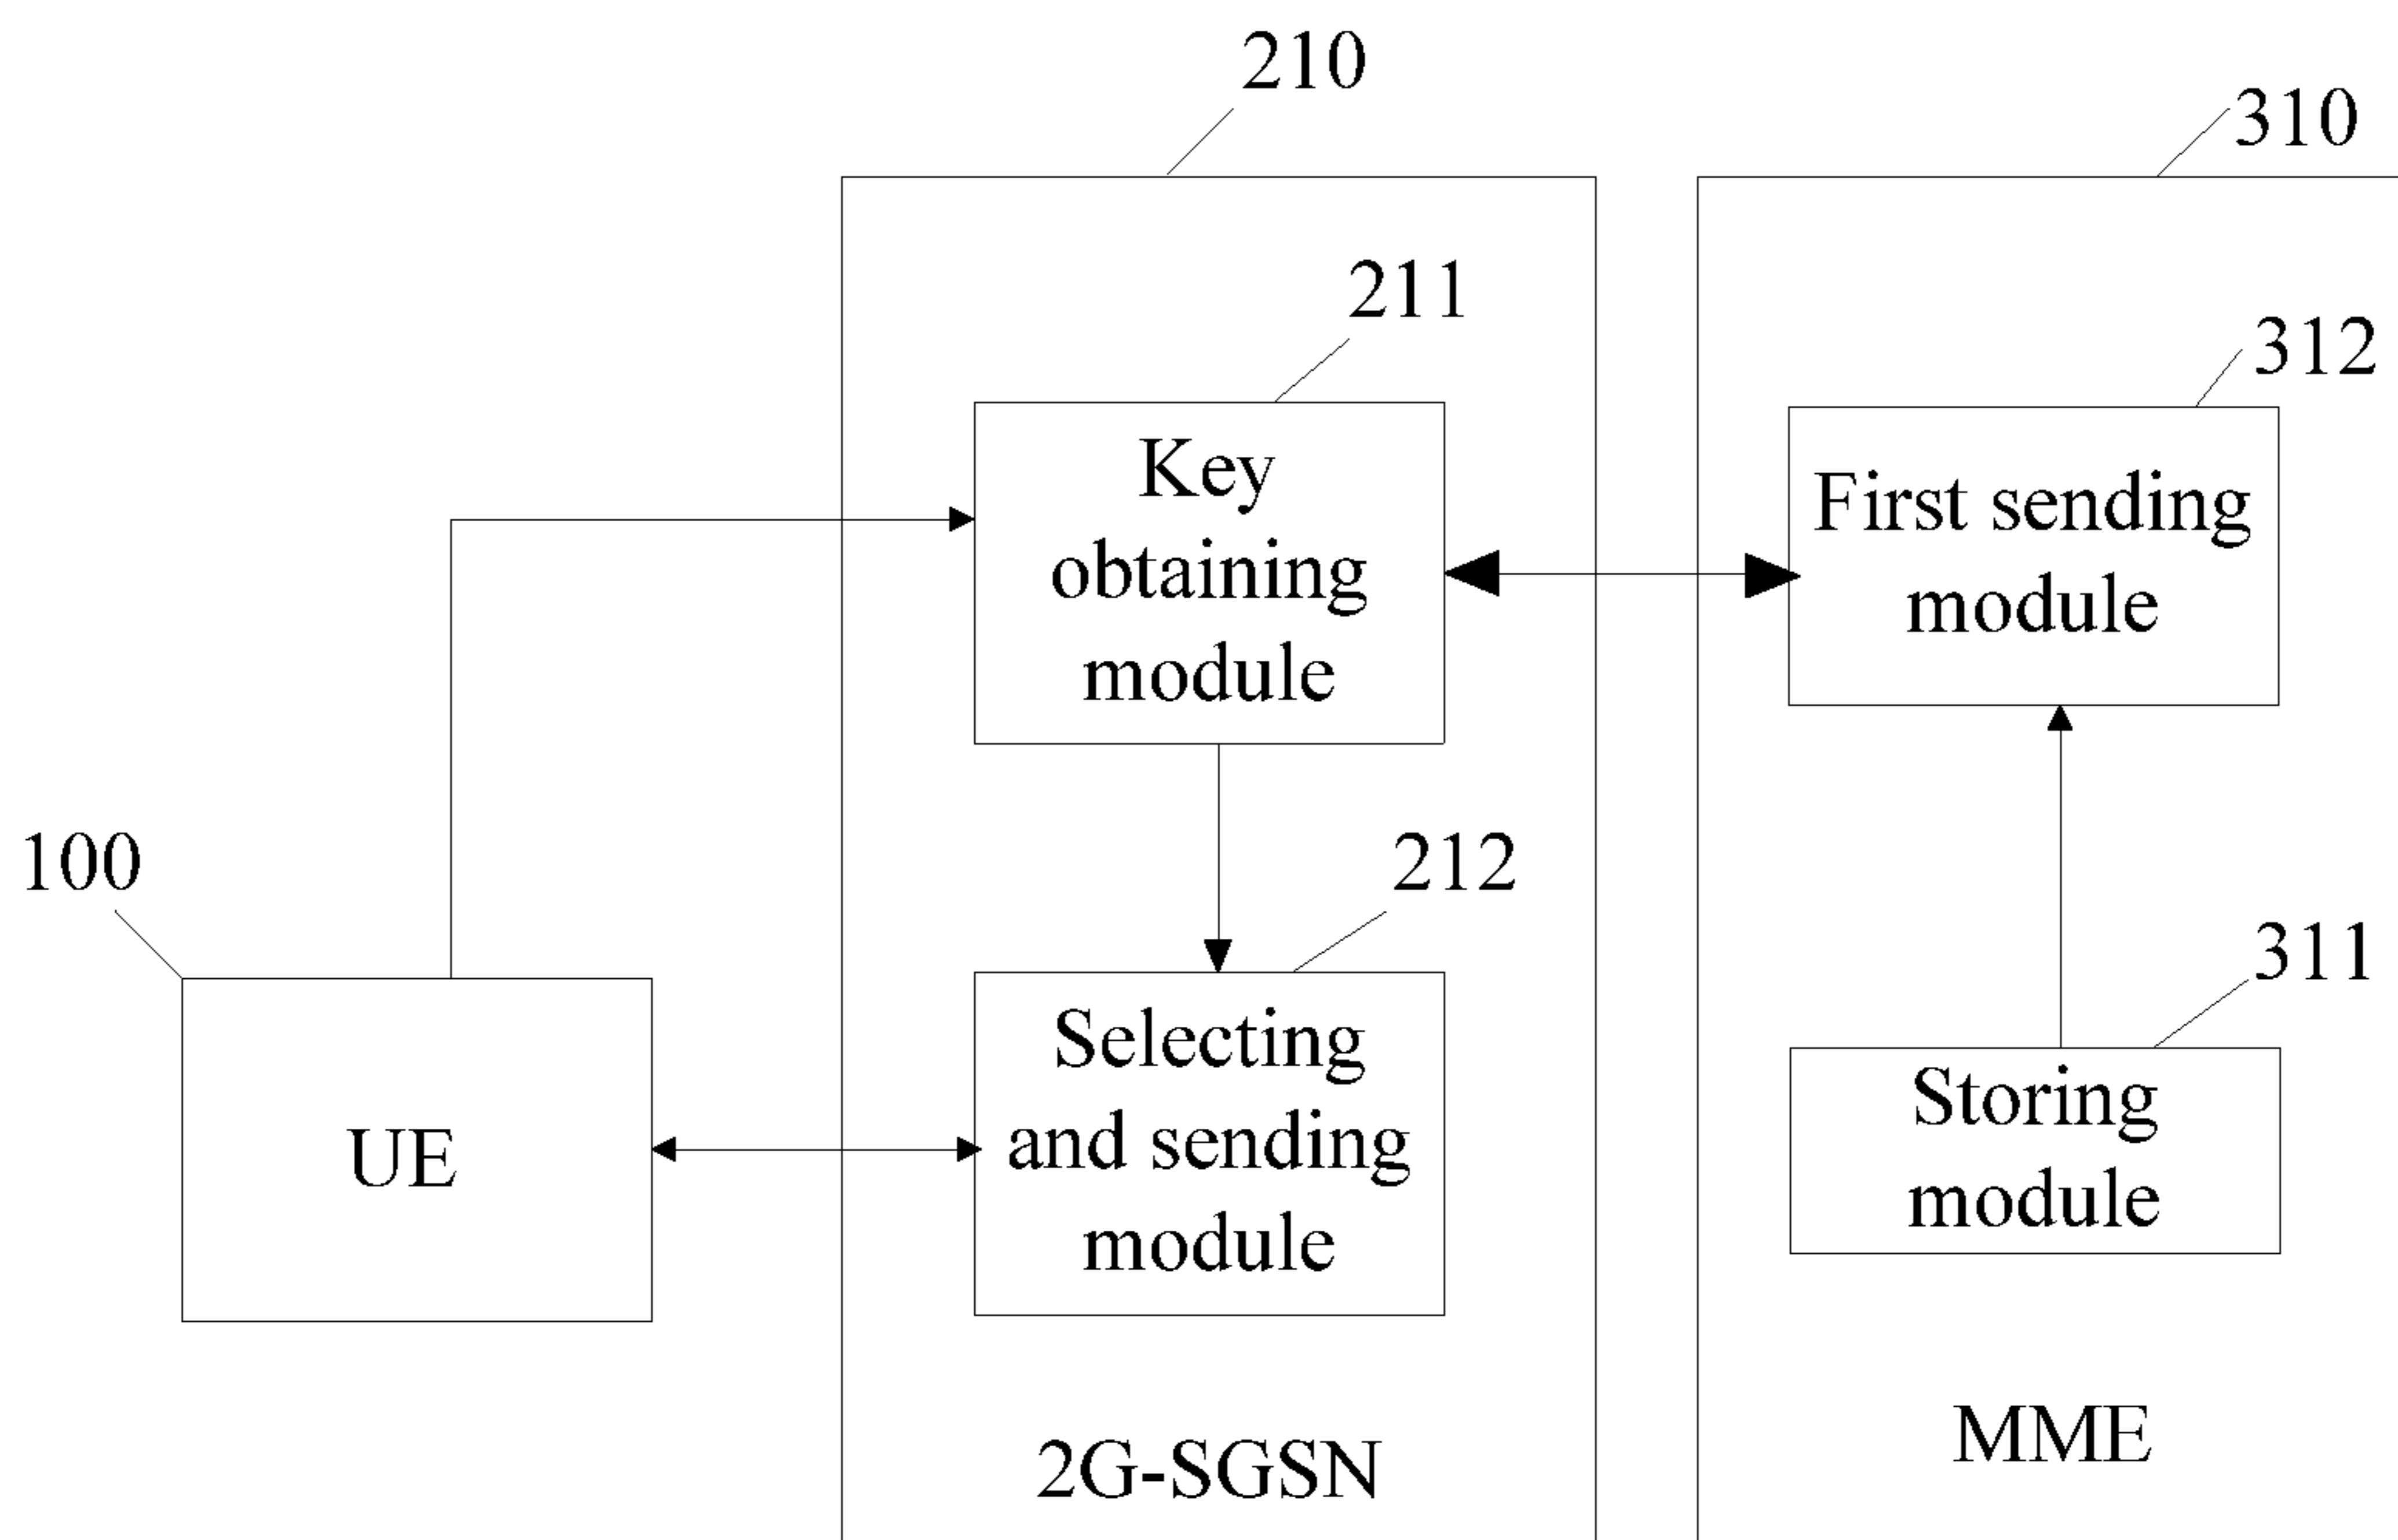 210
310
211
312
Key
obtaining
module
First sending
module
100
212
311
UE
Selecting
and sending
module
Storing
module
2G-SGSN
MME